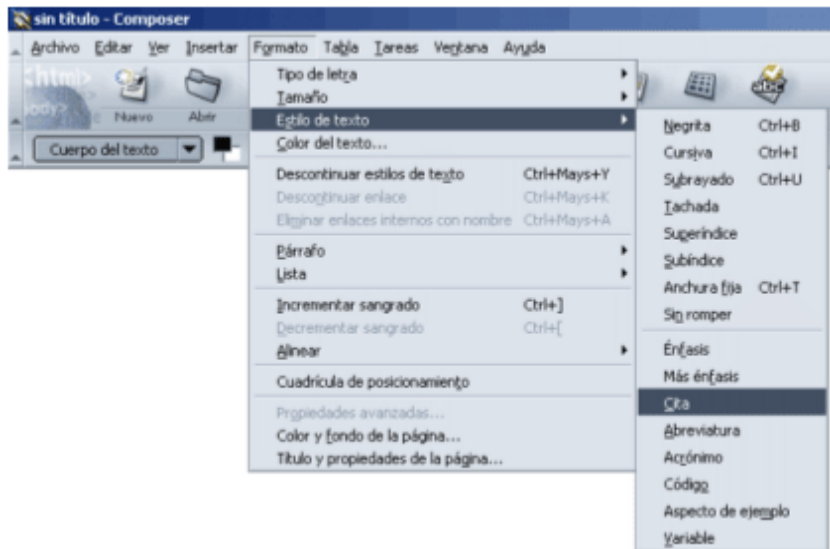 sin título - Composer
Archivo Editar Ver Insertar Formato Tabla Tareas Ventana Ayuda
<html>
body>
Nuevo Abrir
Cuerpo del texto
Tipo de letra
Tamaño
Estilo de texto
Color del texto...
Descontinuar estilos de texto Ctrl+Mays+Y
Descontinuar enlace Ctrl+Mays+K
Eliminar enlaces internos con nombre Ctrl+Mays+A
Párrafo
Lista
Incrementar sangrado Ctrl+]
Decrementar sangrado Ctrl+[
Alinear
Cuadrícula de posicionamiento
Propiedades avanzadas...
Color y fondo de la página...
Título y propiedades de la página...
abc
Negrita Ctrl+B
Cursiva Ctrl+I
Subrayado Ctrl+U
Tachada
Superíndice
Subíndice
Anchura fija Ctrl+T
Sin romper
Énfasis
Más énfasis
Cita
Abreviatura
Acrónimo
Código
Aspecto de ejemplo
Variable